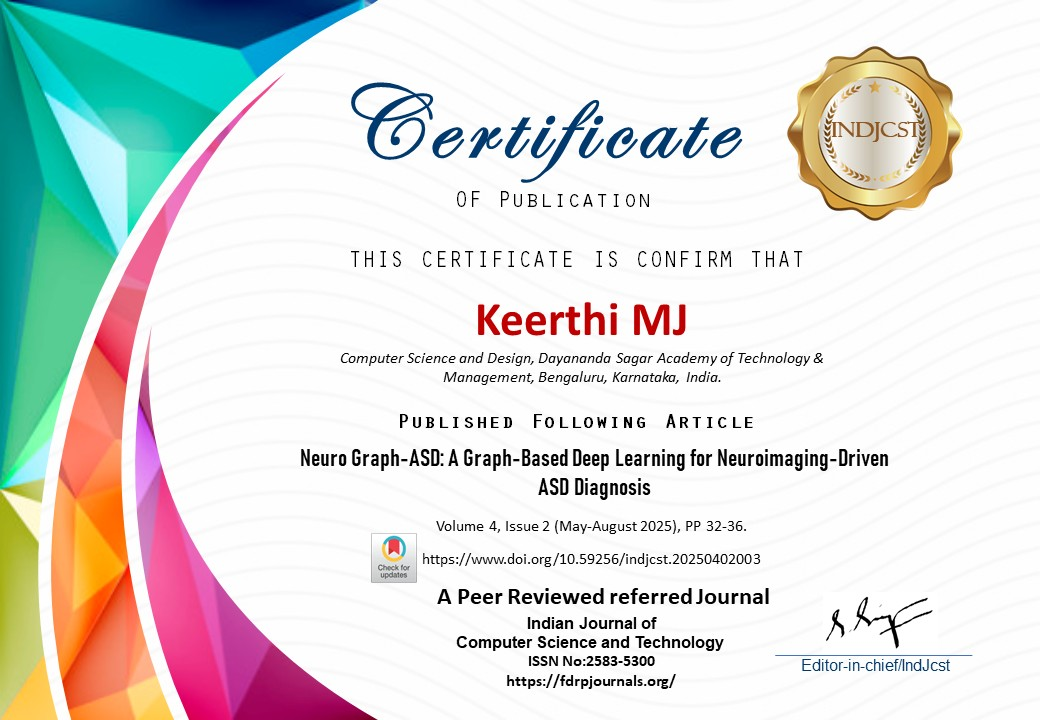 Certificate
INDJCST
OF PUBLICATION
THIS CERTIFICATE IS CONFIRM THAT
Keerthi MJ
Computer Science and Design, Dayananda Sagar Academy of Technology &
Management, Bengaluru, Karnataka, India.
PUBLISHED FOLLOWING ARTICLE
Neuro Graph-ASD: A Graph-Based Deep Learning for Neuroimaging-Driven
ASD Diagnosis
Volume 4, Issue 2 (May-August 2025), PP 32-36.
Check for
updates
https://www.doi.org/10.59256/indjcst.20250402003
A Peer Reviewed referred Journal
Indian Journal of
Computer Science and Technology
ISSN No:2583-5300
https://fdrpjournals.org/
Editor-in-chief/IndJcst